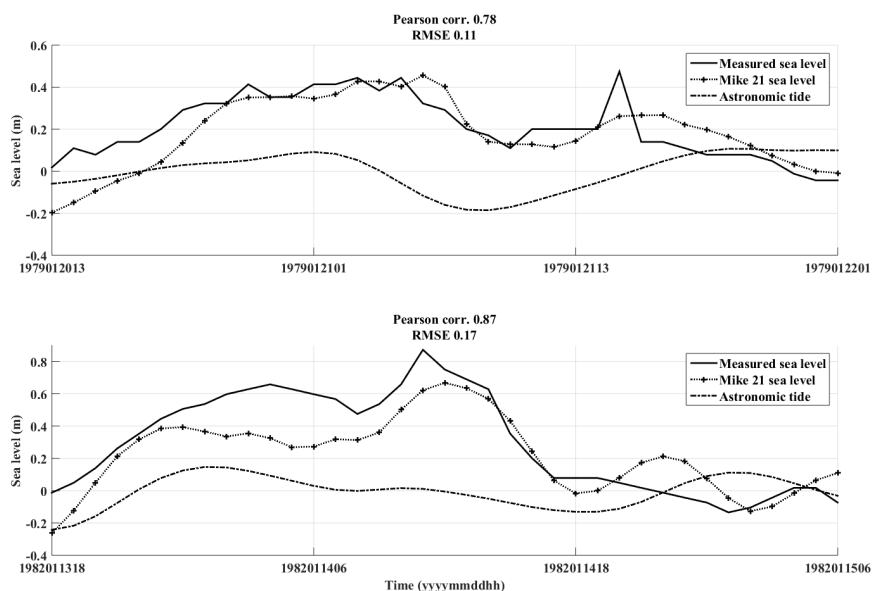 Pearson corr. 0.78
RMSE 0.11
Sea level (m)
0.6
0.4
0.2
0
-0.2
-0.4
Measured sea level
Mike 21 sea level
Astronomic tide
1979012013
1979012101
1979012113
1979012201
Pearson corr. 0.87
RMSE 0.17
Sea level (m)
0.8
0.6
0.4
0.2
0
-0.2
-0.4
Measured sea level
Mike 21 sea level
Astronomic tide
1982011318
1982011406
1982011418
1982011506
Time (yyyymmddhh)